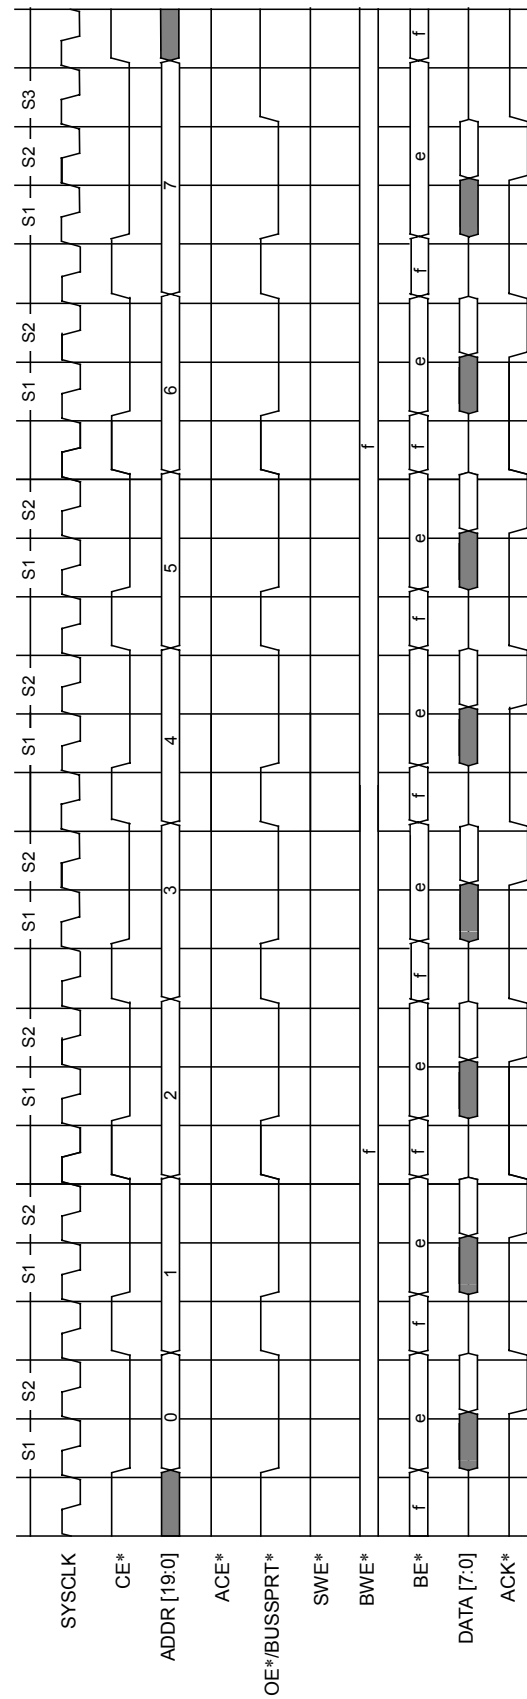 S1 S2 S1 S2 S1 S2 S1 S2 S1 S2 S1 S2 S1 S2 S1 S2 S3
SYSCLK
CE*
ADDR [19:0] 0 1 2 3 4 5 6 7
ACE*
OE*/BUSSPRT*
SWE*
BWE* f f
BE* f e f e f e f e f e f e f e f e f
DATA [7:0]
ACK*